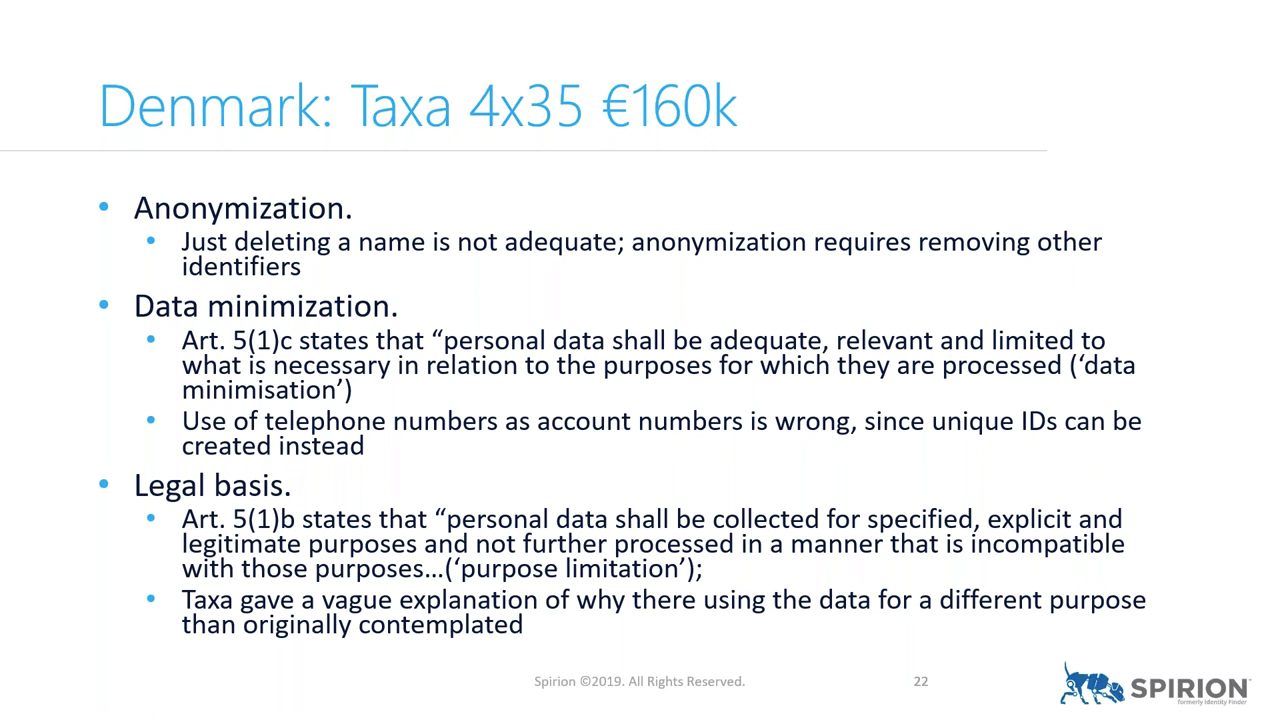 Denmark: Taxa 4x35 €160k
• Anonymization.
• Just deleting a name is not adequate; anonymization requires removing other
identifiers
• Data minimization.
• Art. 5(1)c states that “personal data shall be adequate, relevant and limited to
what is necessary in relation to the purposes for which they are processed (‘data
minimisation’)
• Use of telephone numbers as account numbers is wrong, since unique IDs can be
created instead
• Legal basis.
• Art. 5(1)b states that “personal data shall be collected for specified, explicit and
legitimate purposes and not further processed in a manner that is incompatible
with those purposes…(‘purpose limitation’);
• Taxa gave a vague explanation of why there using the data for a different purpose
than originally contemplated
Spirion ©2019. All Rights Reserved.
22
SPIRION
formerly Identity Finder